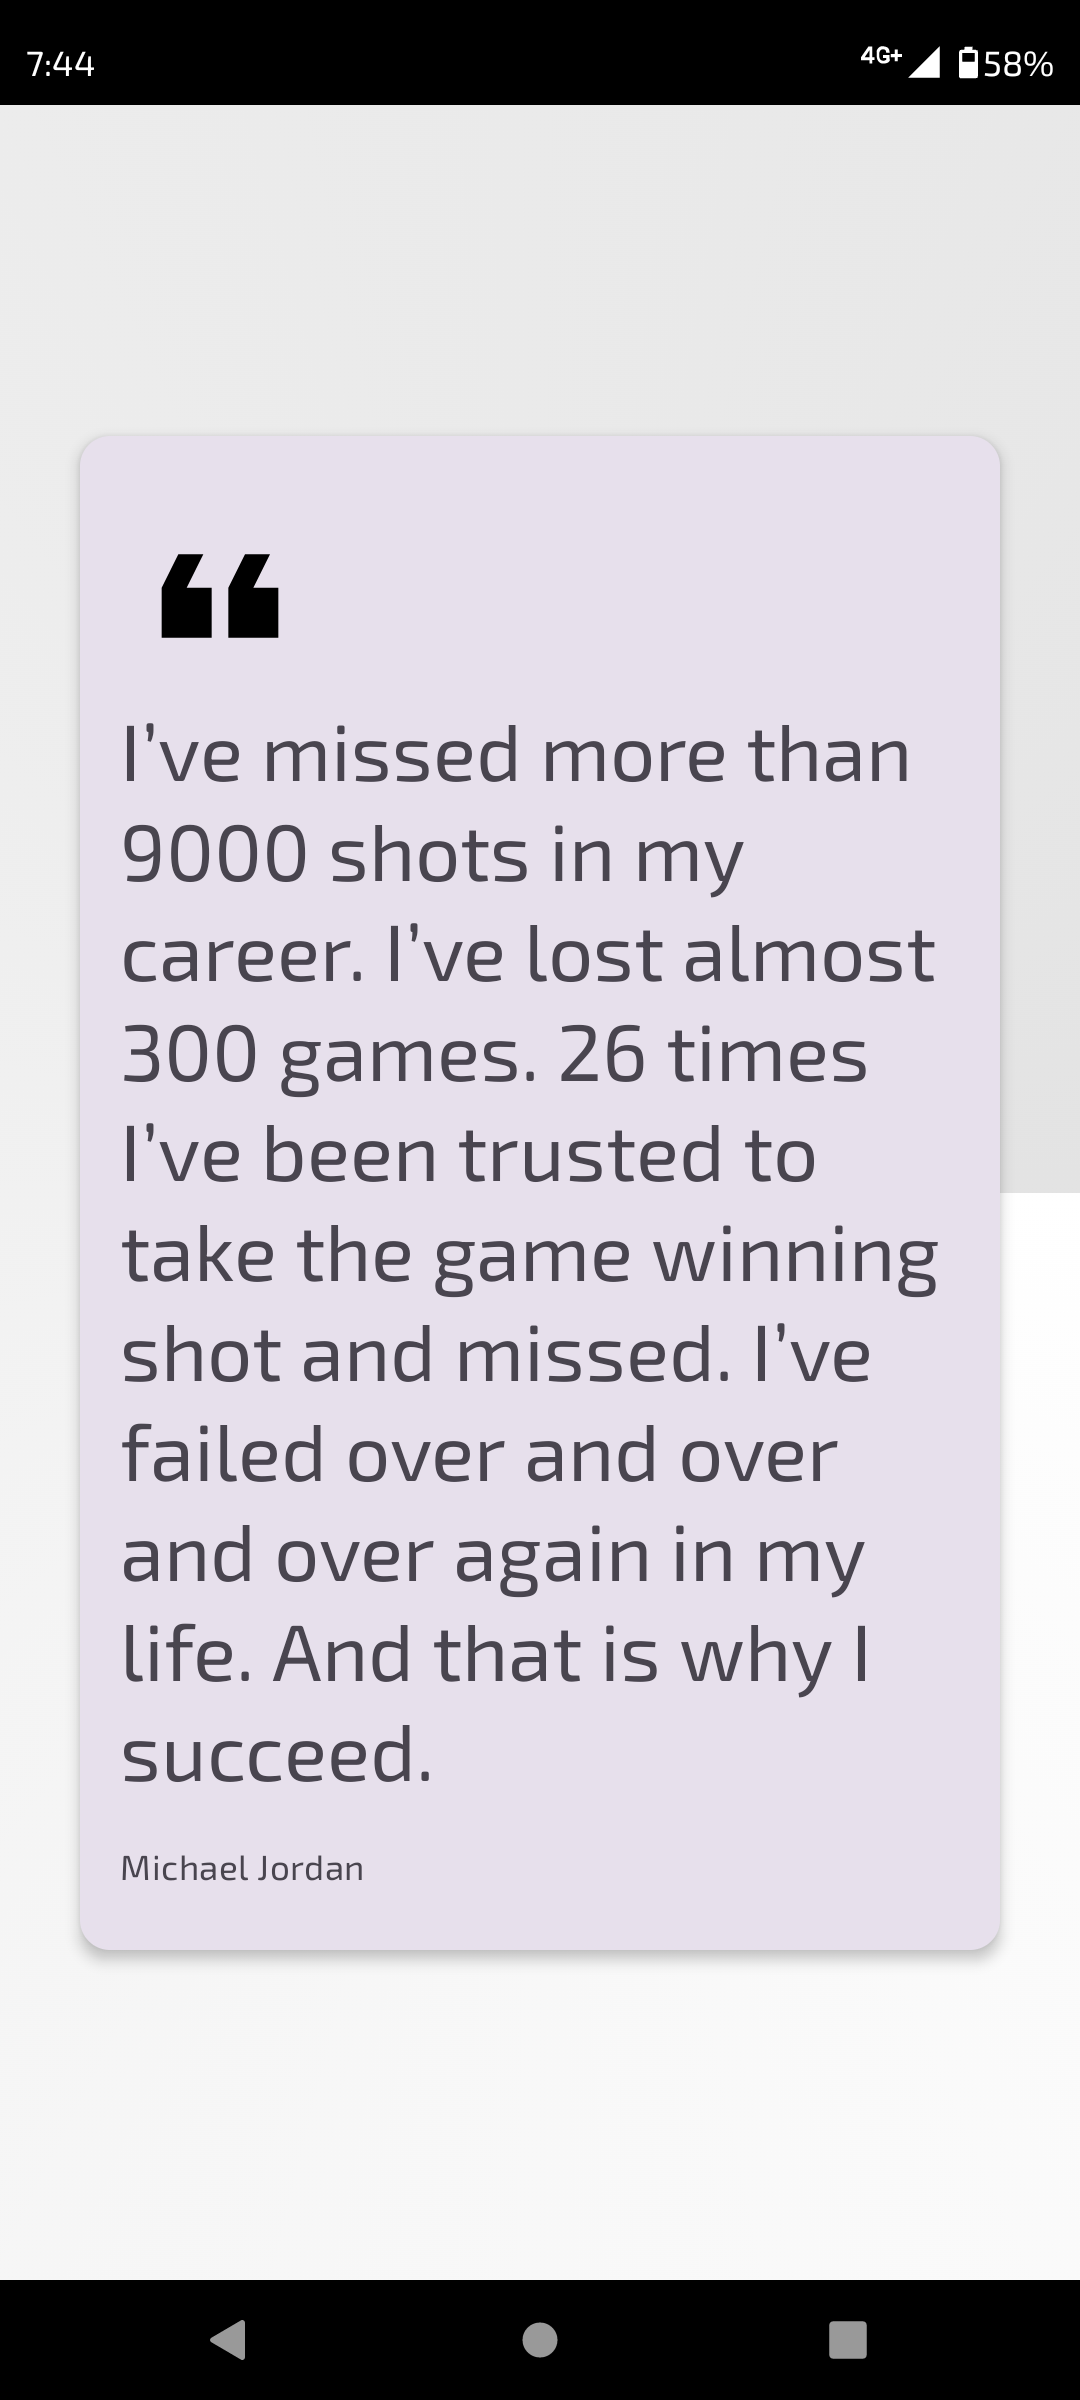 7:44
4G+ 58%
“
I’ve missed more than
9000 shots in my
career. I’ve lost almost
300 games. 26 times
I’ve been trusted to
take the game winning
shot and missed. I’ve
failed over and over
and over again in my
life. And that is why I
succeed.
Michael Jordan